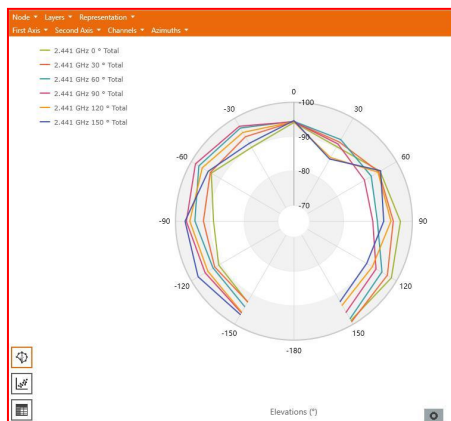 Node Layers Representation
First Axis Second Axis Channels Azimuths
2.441 GHz 0 ° Total
2.441 GHz 30 ° Total
2.441 GHz 60 ° Total
2.441 GHz 90 ° Total
2.441 GHz 120 ° Total
2.441 GHz 150 ° Total
0
-100
-30
30
-90
-60
60
-80
-70
-90
90
-120
120
-150
150
-180
Elevations (°)